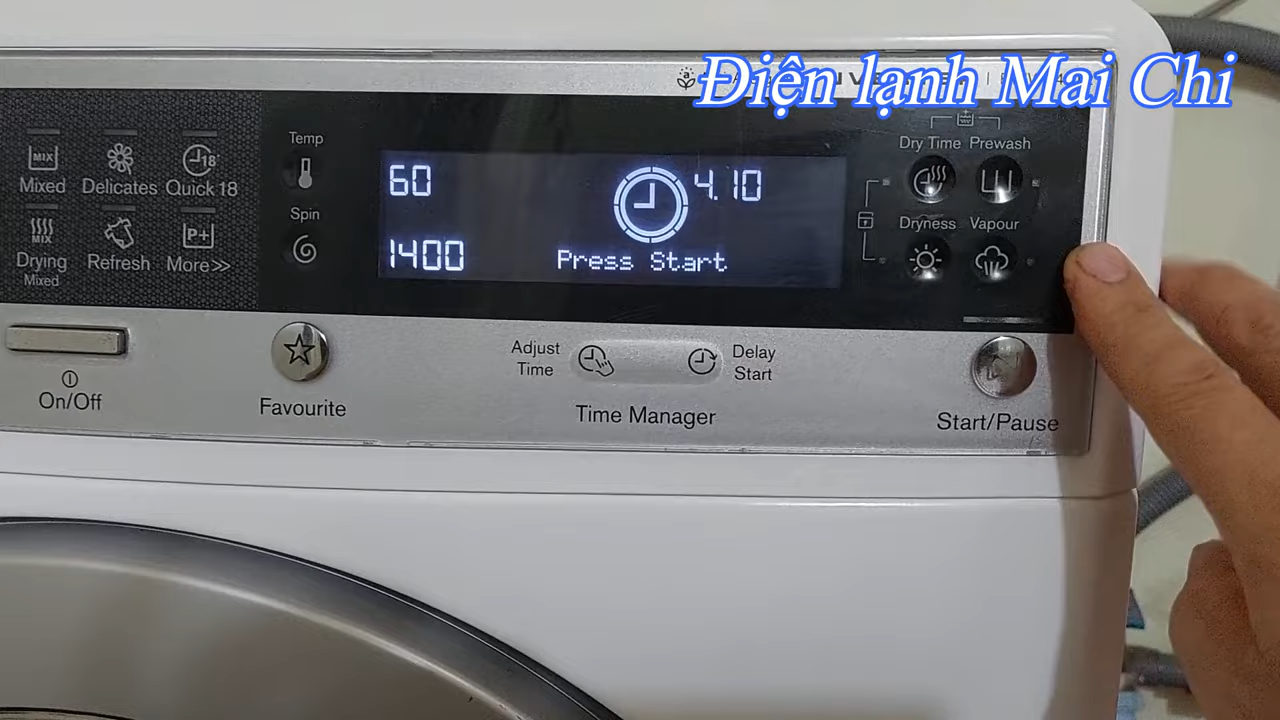 Điện lạnh Mai Chi
Temp
60
4.10
Dry Time Prewash
MIX
18'
Mixed Delicates Quick 18
Spin
Dryness Vapour
MIX
P+
1400
Press Start
Drying Refresh More>>
Mixed
Adjust
Time
Delay
Start
On/Off
Favourite
Time Manager
Start/Pause